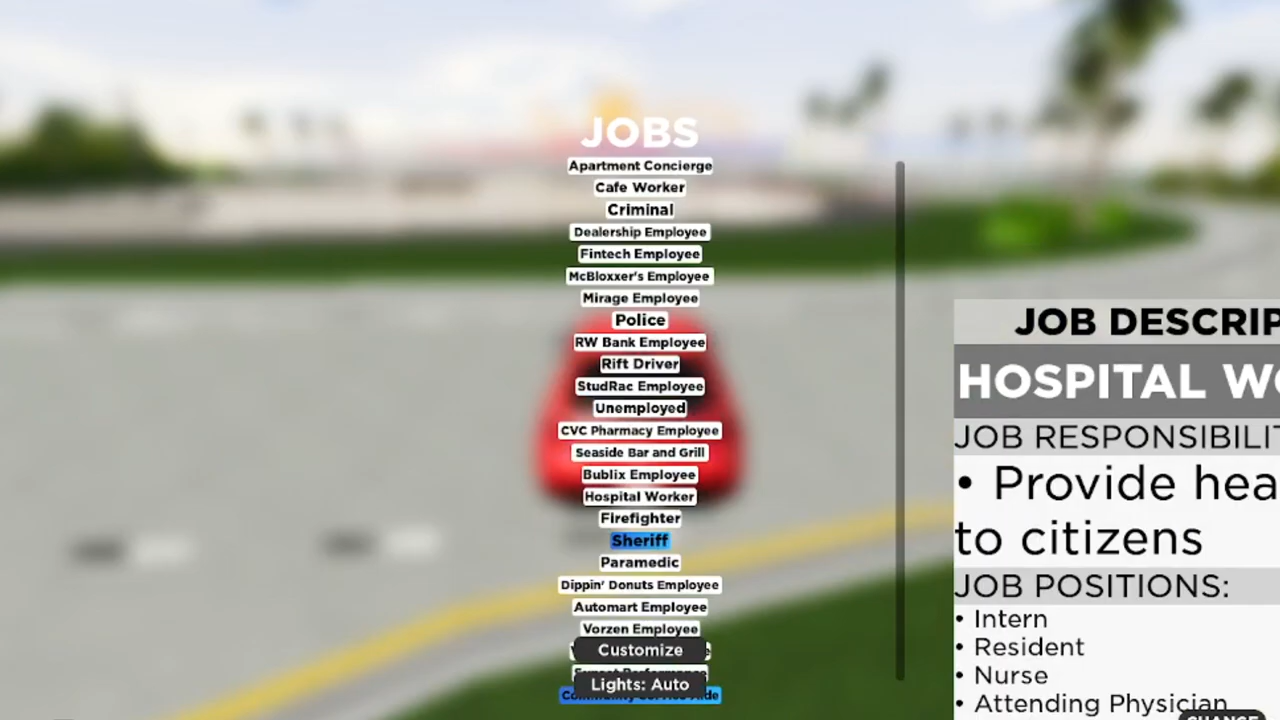 JOBS
Apartment Concierge
Cafe Worker
Criminal
Dealership Employee
Fintech Employee
McBloxxer's Employee
Mirage Employee
Police
RW Bank Employee
Rift Driver
StudRac Employee
Unemployed
CVC Pharmacy Employee
Seaside Bar and Grill
Bublix Employee
Hospital Worker
Firefighter
Sheriff
Paramedic
Dippin' Donuts Employee
Automart Employee
Vorzen Employee
Customize
Lights: Auto
JOB DESCRIP
HOSPITAL WO
JOB RESPONSIBILIT
• Provide hea
to citizens
JOB POSITIONS:
• Intern
• Resident
• Nurse
• Attending Physician
CHANGE